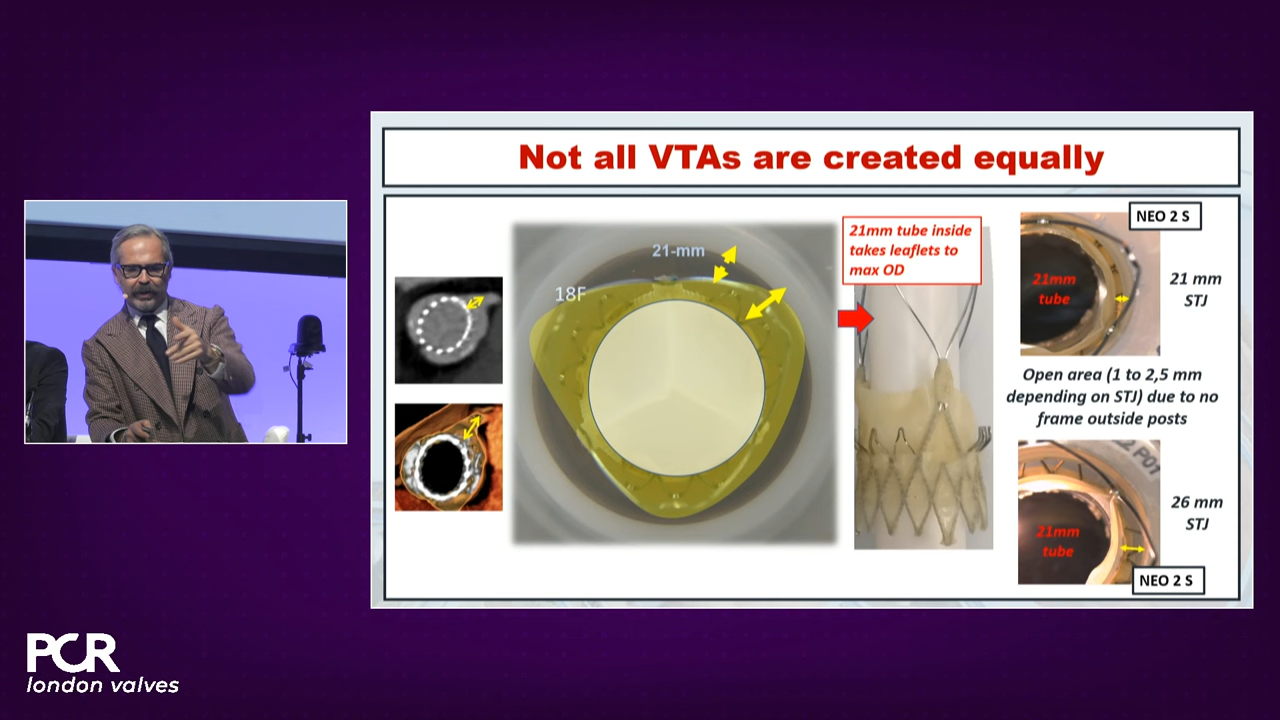 Not all VTAs are created equally
21-mm
18F
21mm tube inside
takes leaflets to
max OD
NEO 2 S
21mm
tube
21 mm
STJ
Open area (1 to 2,5 mm
depending on STJ) due to no
frame outside posts
21mm
tube
26 mm
STJ
NEO 2 S
PCR
london valves